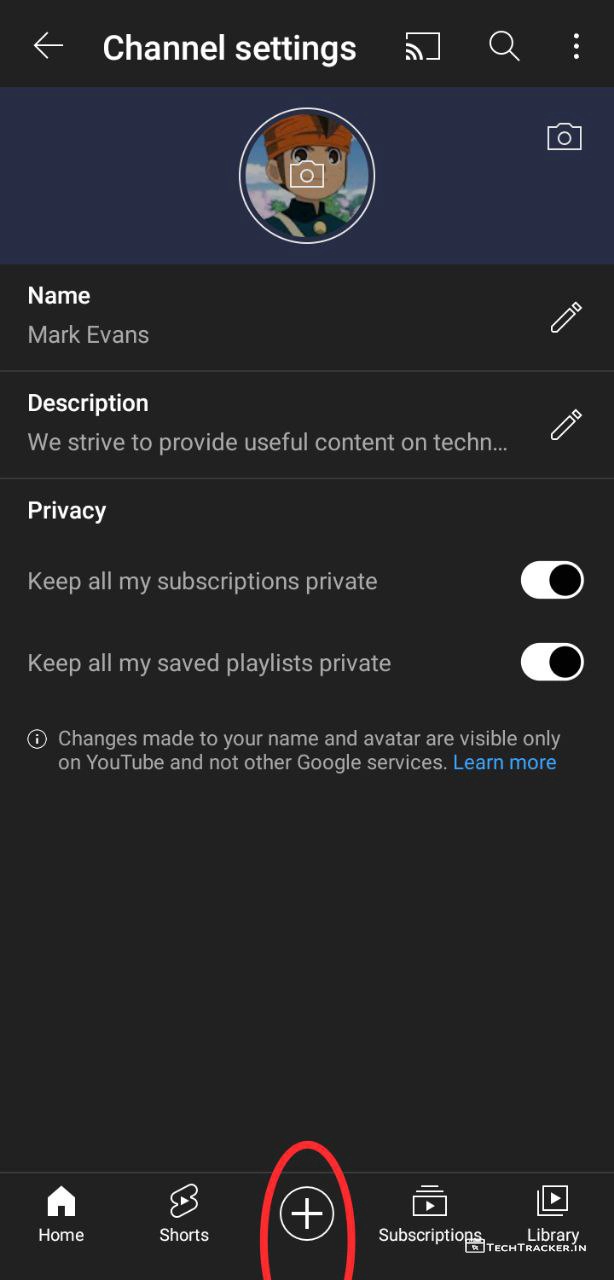 Channel settings
Name
Mark Evans
Description
We strive to provide useful content on techn...
Privacy
Keep all my subscriptions private
Keep all my saved playlists private
Changes made to your name and avatar are visible only
on YouTube and not other Google services. Learn more
Home
Shorts
Subscriptions
Library
TECHTRACKER.IN